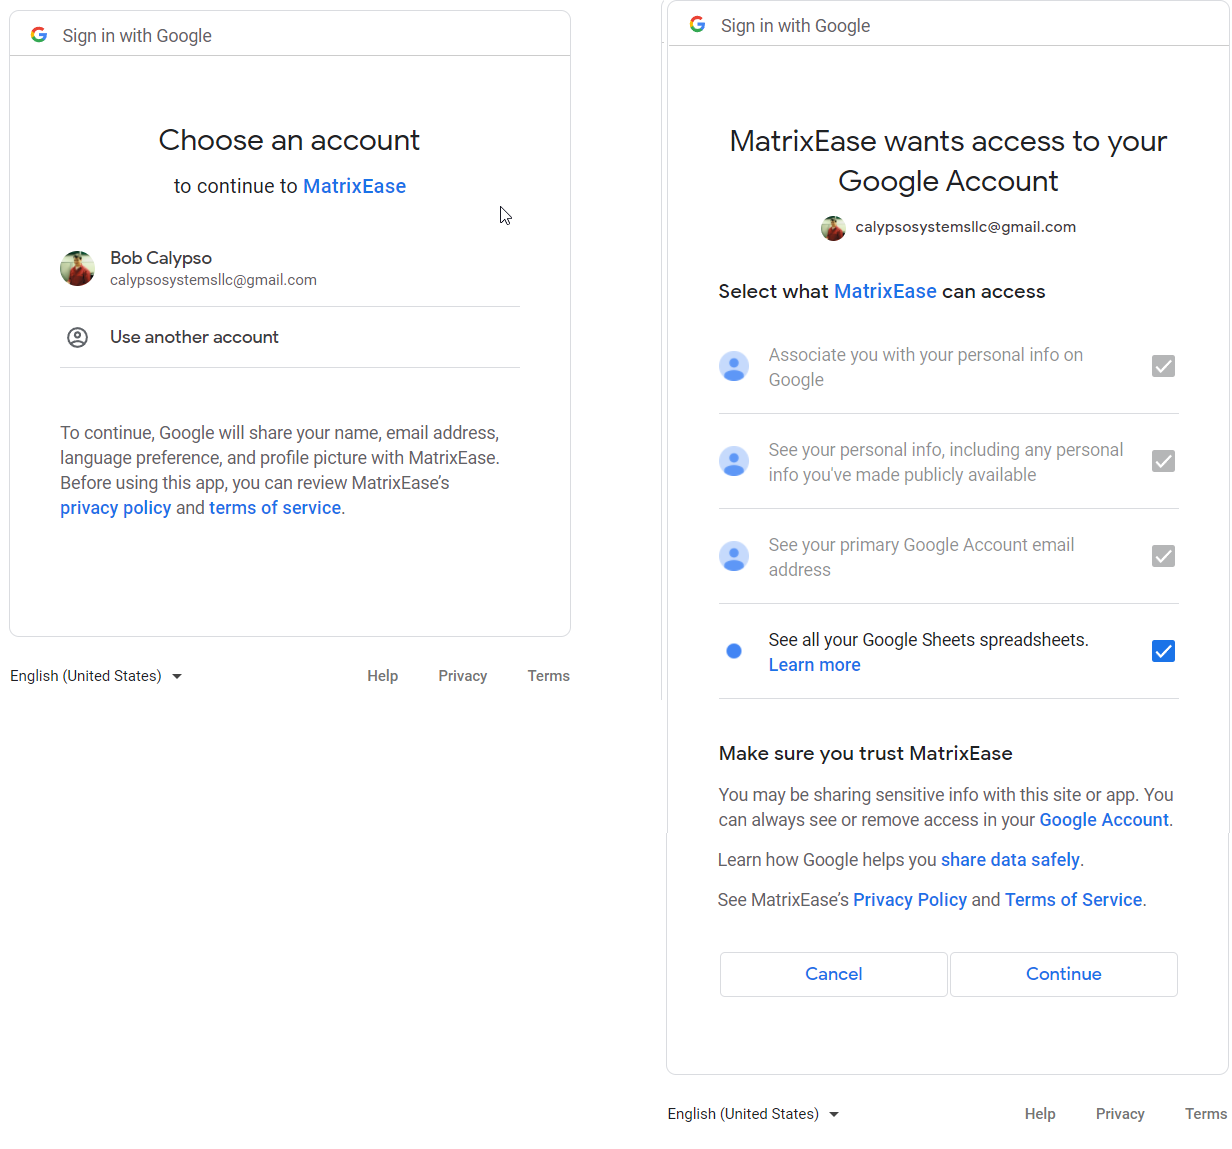 Sign in with Google
Choose an account
to continue to MatrixEase
Bob Calypso
calypsosystemsllc@gmail.com
Use another account
To continue, Google will share your name, email address,
language preference, and profile picture with MatrixEase.
Before using this app, you can review MatrixEase’s
privacy policy and terms of service.
English (United States)
Help
Privacy
Terms
Sign in with Google
MatrixEase wants access to your
Google Account
calypsosystemsllc@gmail.com
Select what MatrixEase can access
Associate you with your personal info on
Google
See your personal info, including any personal
info you've made publicly available
See your primary Google Account email
address
See all your Google Sheets spreadsheets.
Learn more
Make sure you trust MatrixEase
You may be sharing sensitive info with this site or app. You
can always see or remove access in your Google Account.
Learn how Google helps you share data safely.
See MatrixEase’s Privacy Policy and Terms of Service.
Cancel
Continue
English (United States)
Help
Privacy
Terms